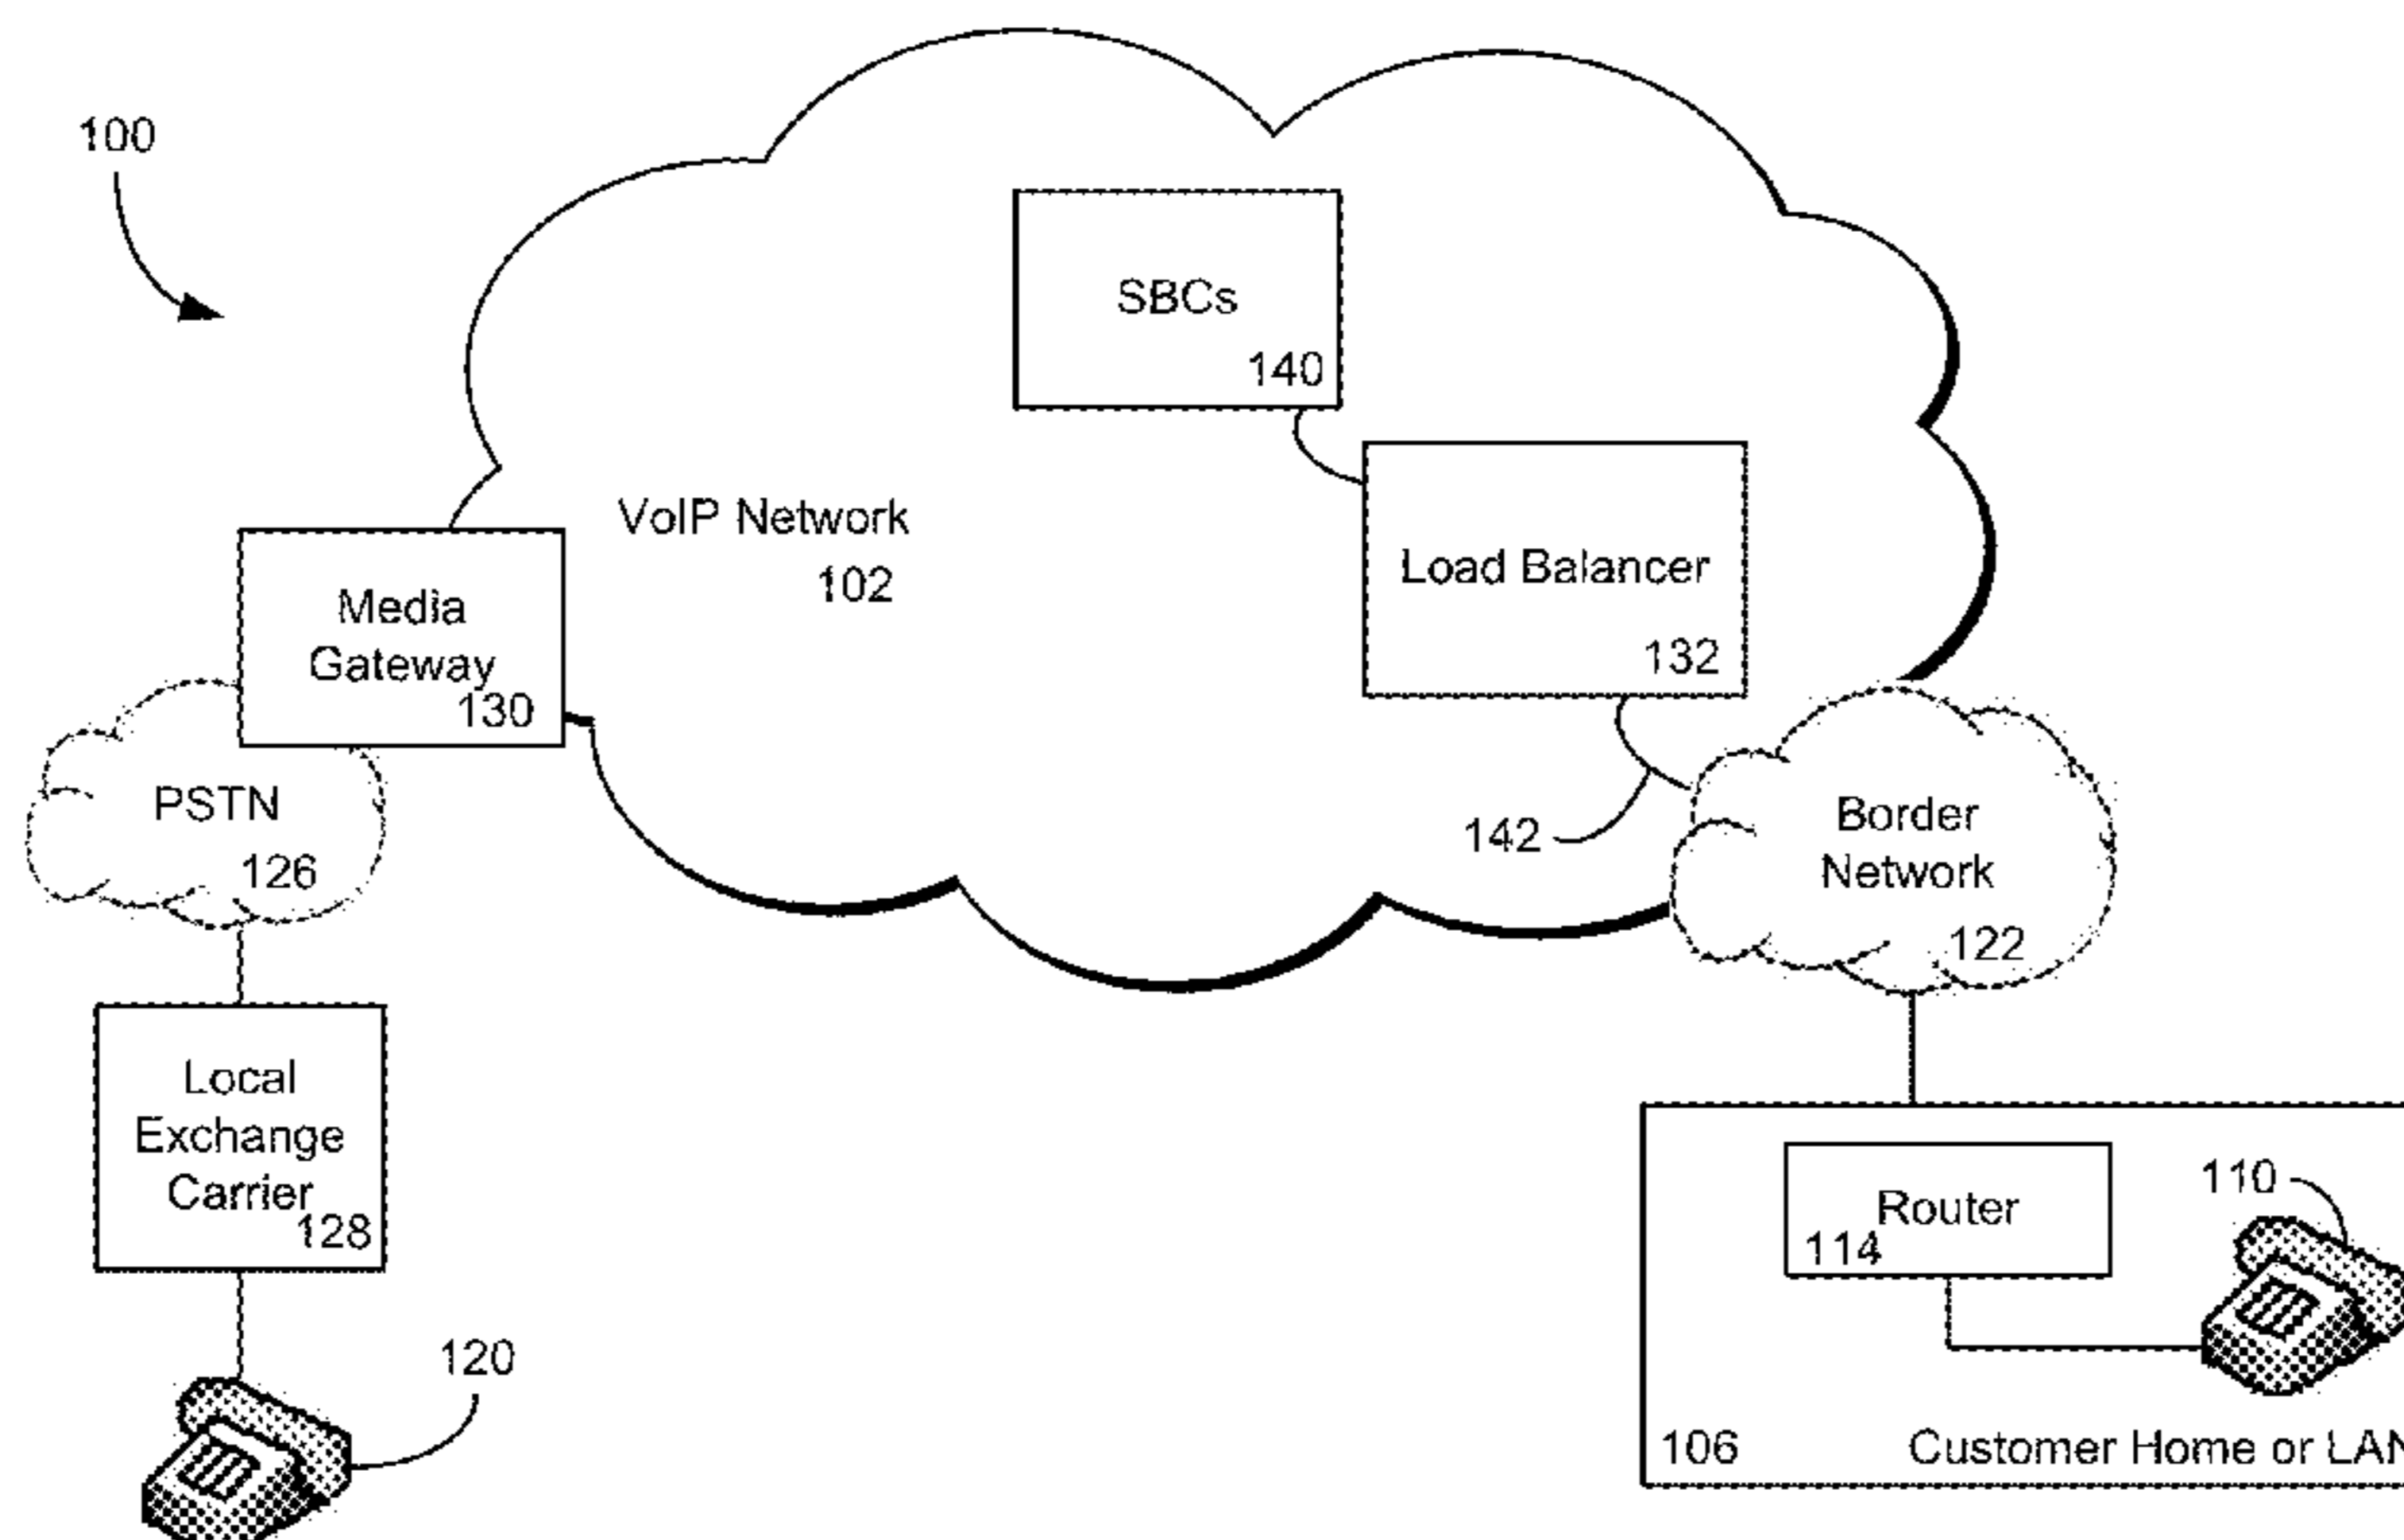 100
SBCs
140
VoIP Network
102
Load Balancer
132
Media
Gateway
130
PSTN
126
142
Border
Network
122
Local
Exchange
Carrier
128
Router
114
110
120
106
Customer Home or LAN